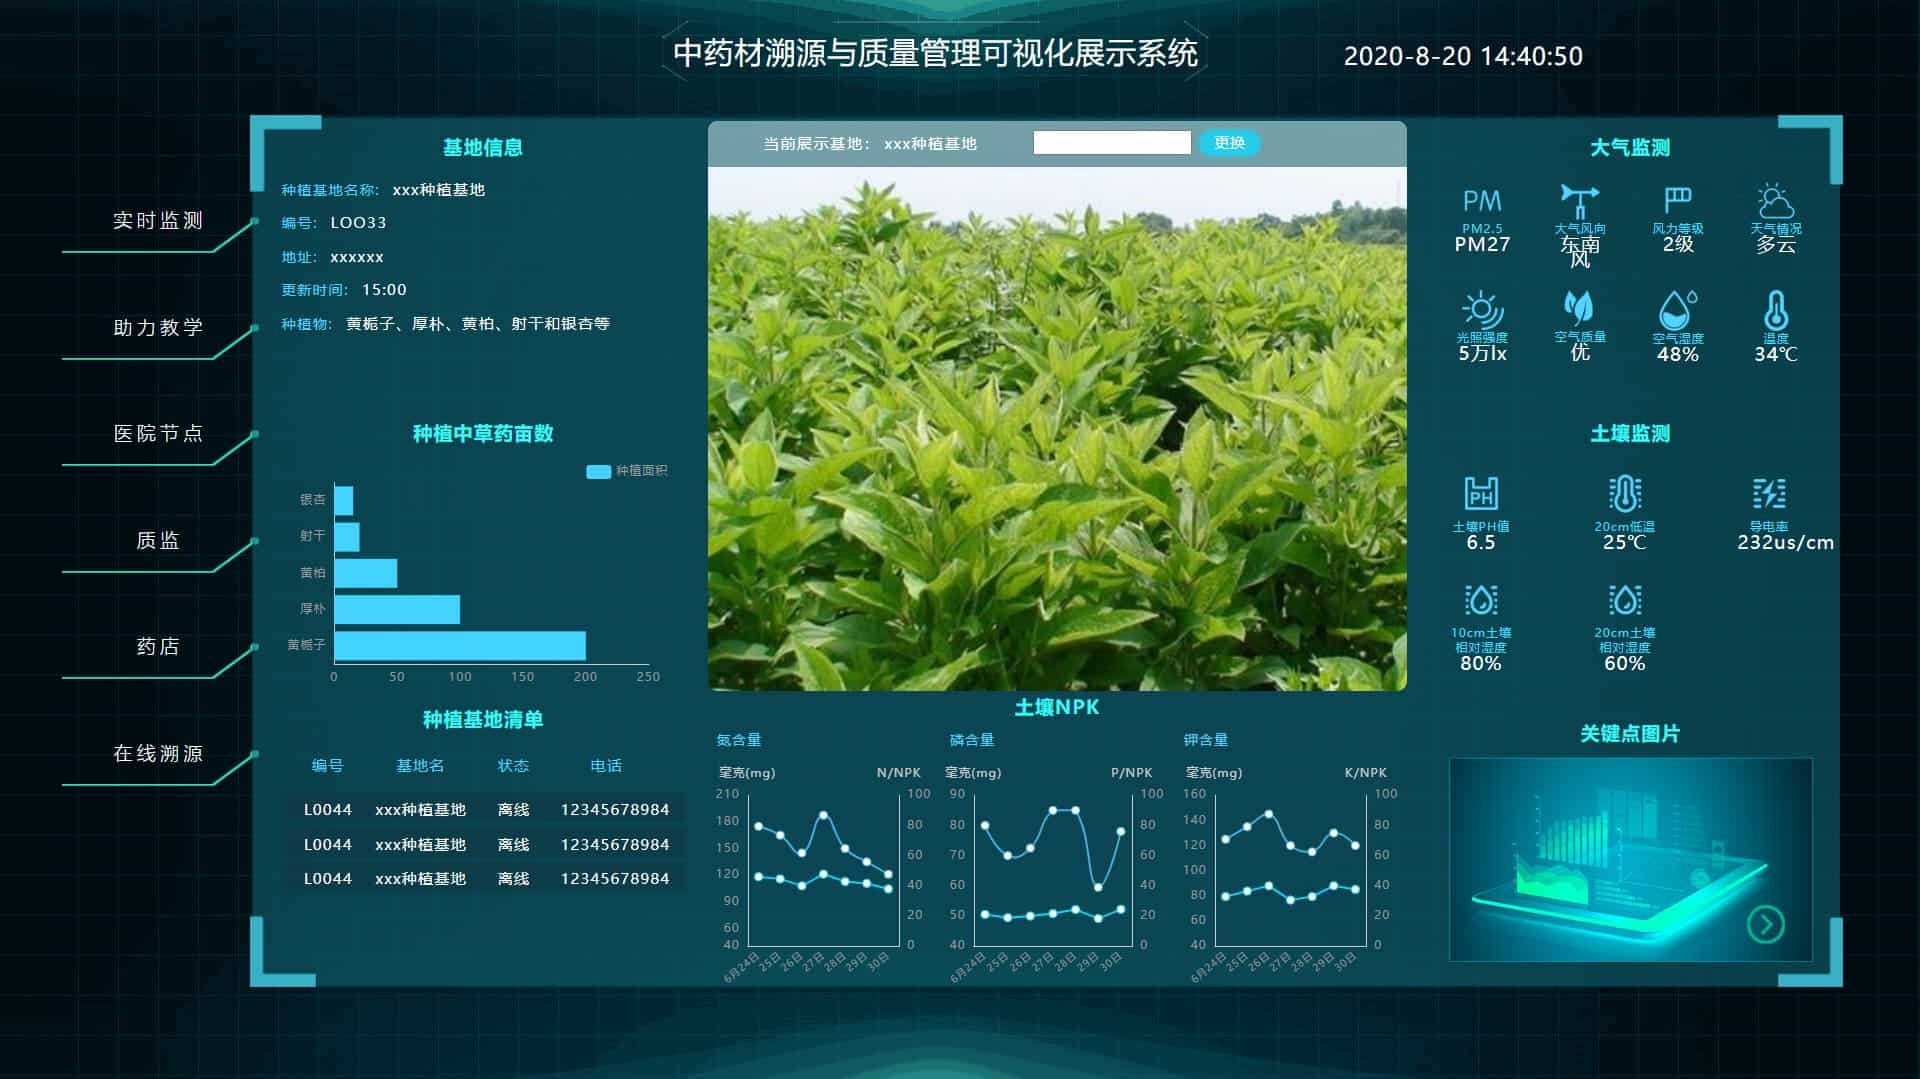 中药材溯源与质量管理可视化展示系统
2020-8-20 14:40:50
实时监测
助力教学
医院节点
质监
药店
在线溯源
基地信息
种植基地名称: xxx种植基地
编号: LOO33
地址: xxxxxx
更新时间: 15:00
种植物: 黄栀子、厚朴、黄柏、射干和银杏等
种植中草药亩数
种植面积
银杏
射干
黄柏
厚朴
黄栀子
0 50 100 150 200 250
种植基地清单
编号 基地名 状态 电话
L0044 xxx种植基地 离线 12345678984
L0044 xxx种植基地 离线 12345678984
L0044 xxx种植基地 离线 12345678984
当前展示基地: xxx种植基地 更换
土壤NPK
氮含量
毫克(mg) N/NPK
210 180 150 120 90 60 40
100 80 60 40 20 0
6月24日 25日 26日 27日 28日 29日 30日
磷含量
毫克(mg) P/NPK
90 80 70 60 50 40
100 80 60 40 20 0
6月24日 25日 26日 27日 28日 29日 30日
钾含量
毫克(mg) K/NPK
160 140 120 100 80 60 40
100 80 60 40 20 0
6月24日 25日 26日 27日 28日 29日 30日
大气监测
PM
PM2.5 大气风向 风力等级 天气情况
PM27 东南风 2级 多云
光照强度 空气质量 空气湿度 温度
5万lx 优 48% 34℃
土壤监测
PH
土壤PH值 20cm低温 导电率
6.5 25℃ 232us/cm
10cm土壤相对湿度 20cm土壤相对湿度
80% 60%
关键点图片